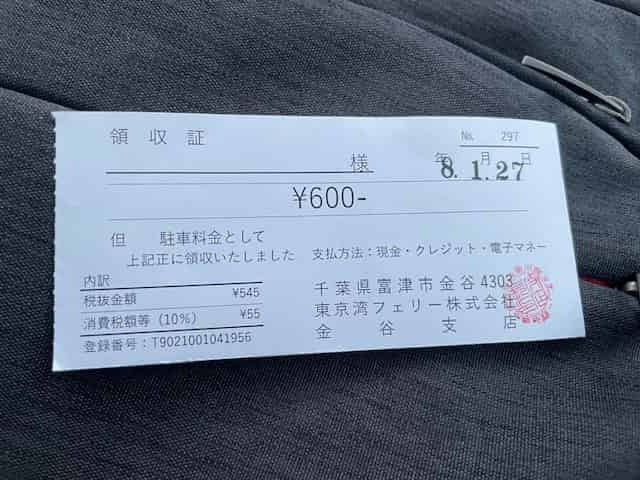 領収証
No. 297
様
年 月 日
8. 1. 27
¥600-
但 駐車料金として
上記正に領収いたしました 支払方法:現金・クレジット・電子マネー
内訳
税抜金額 ¥545
消費税額等(10%) ¥55
登録番号:T9021001041956
千葉県富津市金谷4303
東京湾フェリー株式会社
金谷支店